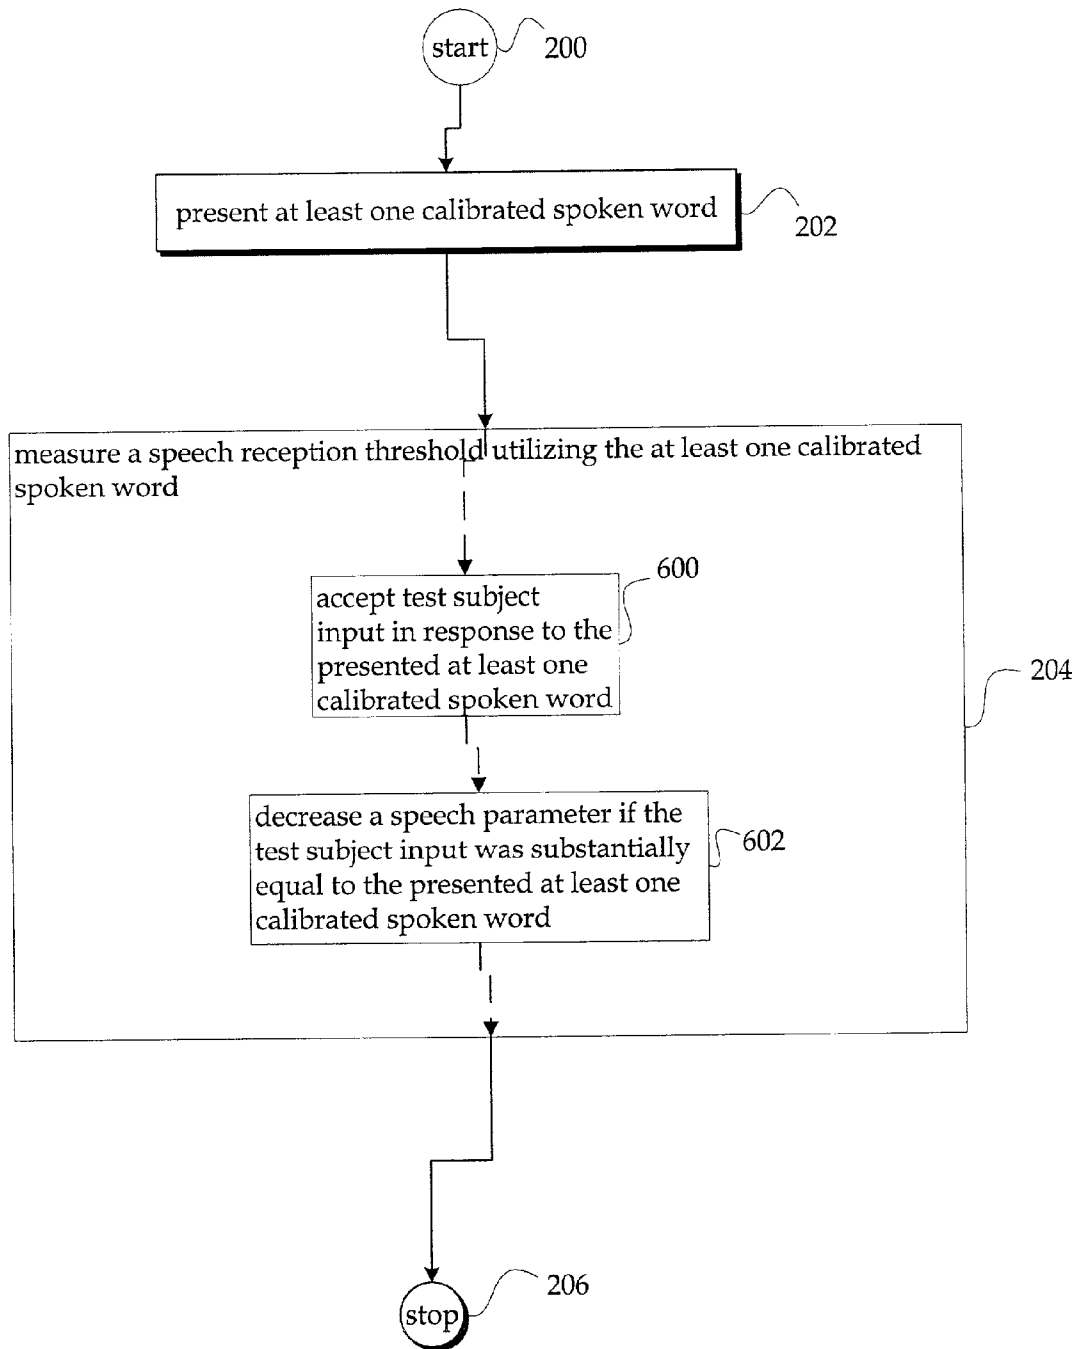 start
200
present at least one calibrated spoken word
202
measure a speech reception threshold utilizing the at least one calibrated
spoken word
600
accept test subject
input in response to the
presented at least one
calibrated spoken word
204
decrease a speech parameter if the
test subject input was substantially
equal to the presented at least one
calibrated spoken word
602
206
stop